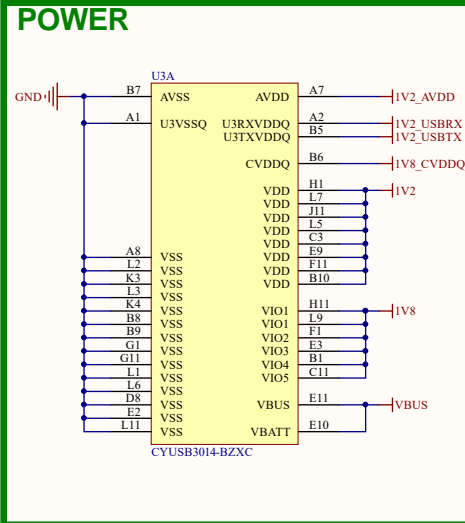 POWER
U3A
GND B7 AVSS AVDD A7 1V2_AVDD
A1 U3VSSQ U3RXVDDQ A2 1V2_USBRX
U3TXVDDQ B5 1V2_USBTX
CVDDQ B6 1V8_CVDDQ
VDD H1 1V2
VDD L7
VDD J11
VDD L5
VDD C3
A8 VSS VDD E9
L2 VSS VDD F11
K3 VSS VDD B10
L3 VSS
K4 VSS VIO1 H11 1V8
B8 VSS VIO1 L9
B9 VSS VIO2 F1
G1 VSS VIO3 E3
G11 VSS VIO4 B1
L1 VSS VIO5 C11
L6 VSS
D8 VSS VBUS E11 VBUS
E2 VSS
L11 VSS VBATT E10
CYUSB3014-BZXC